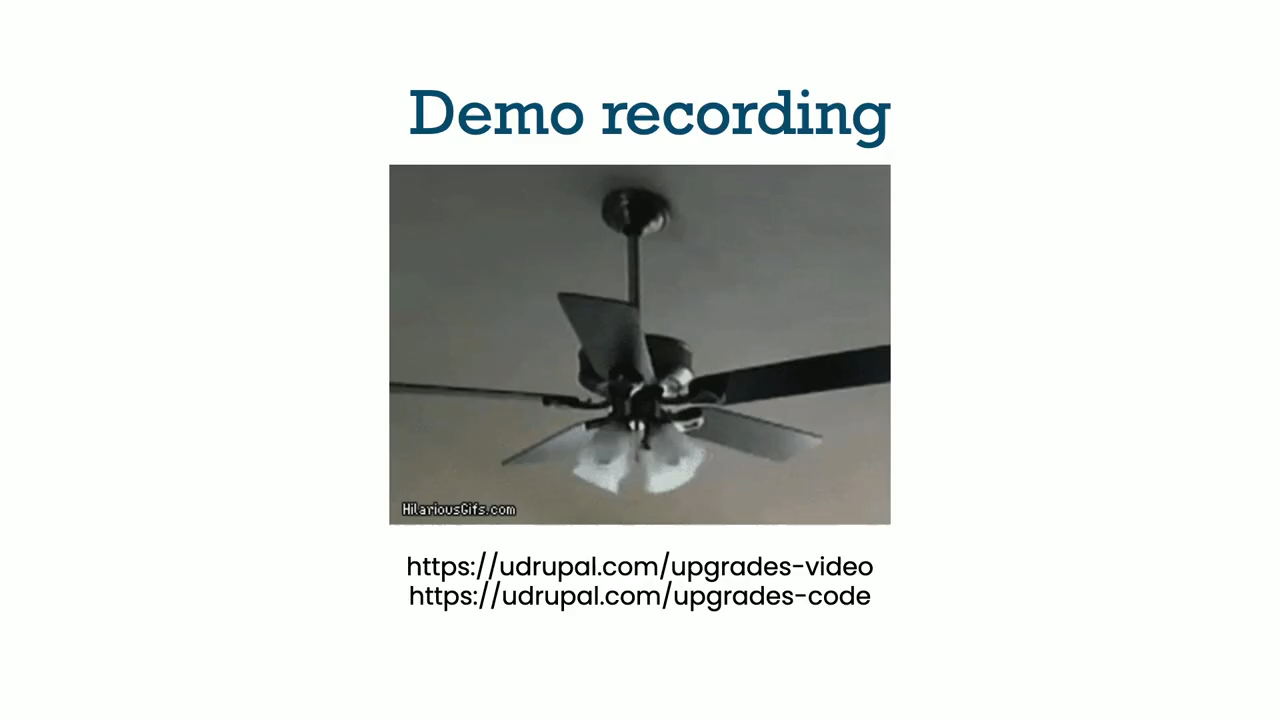 Demo recording
HilariousGifs.com
https://udrupal.com/upgrades-video
https://udrupal.com/upgrades-code